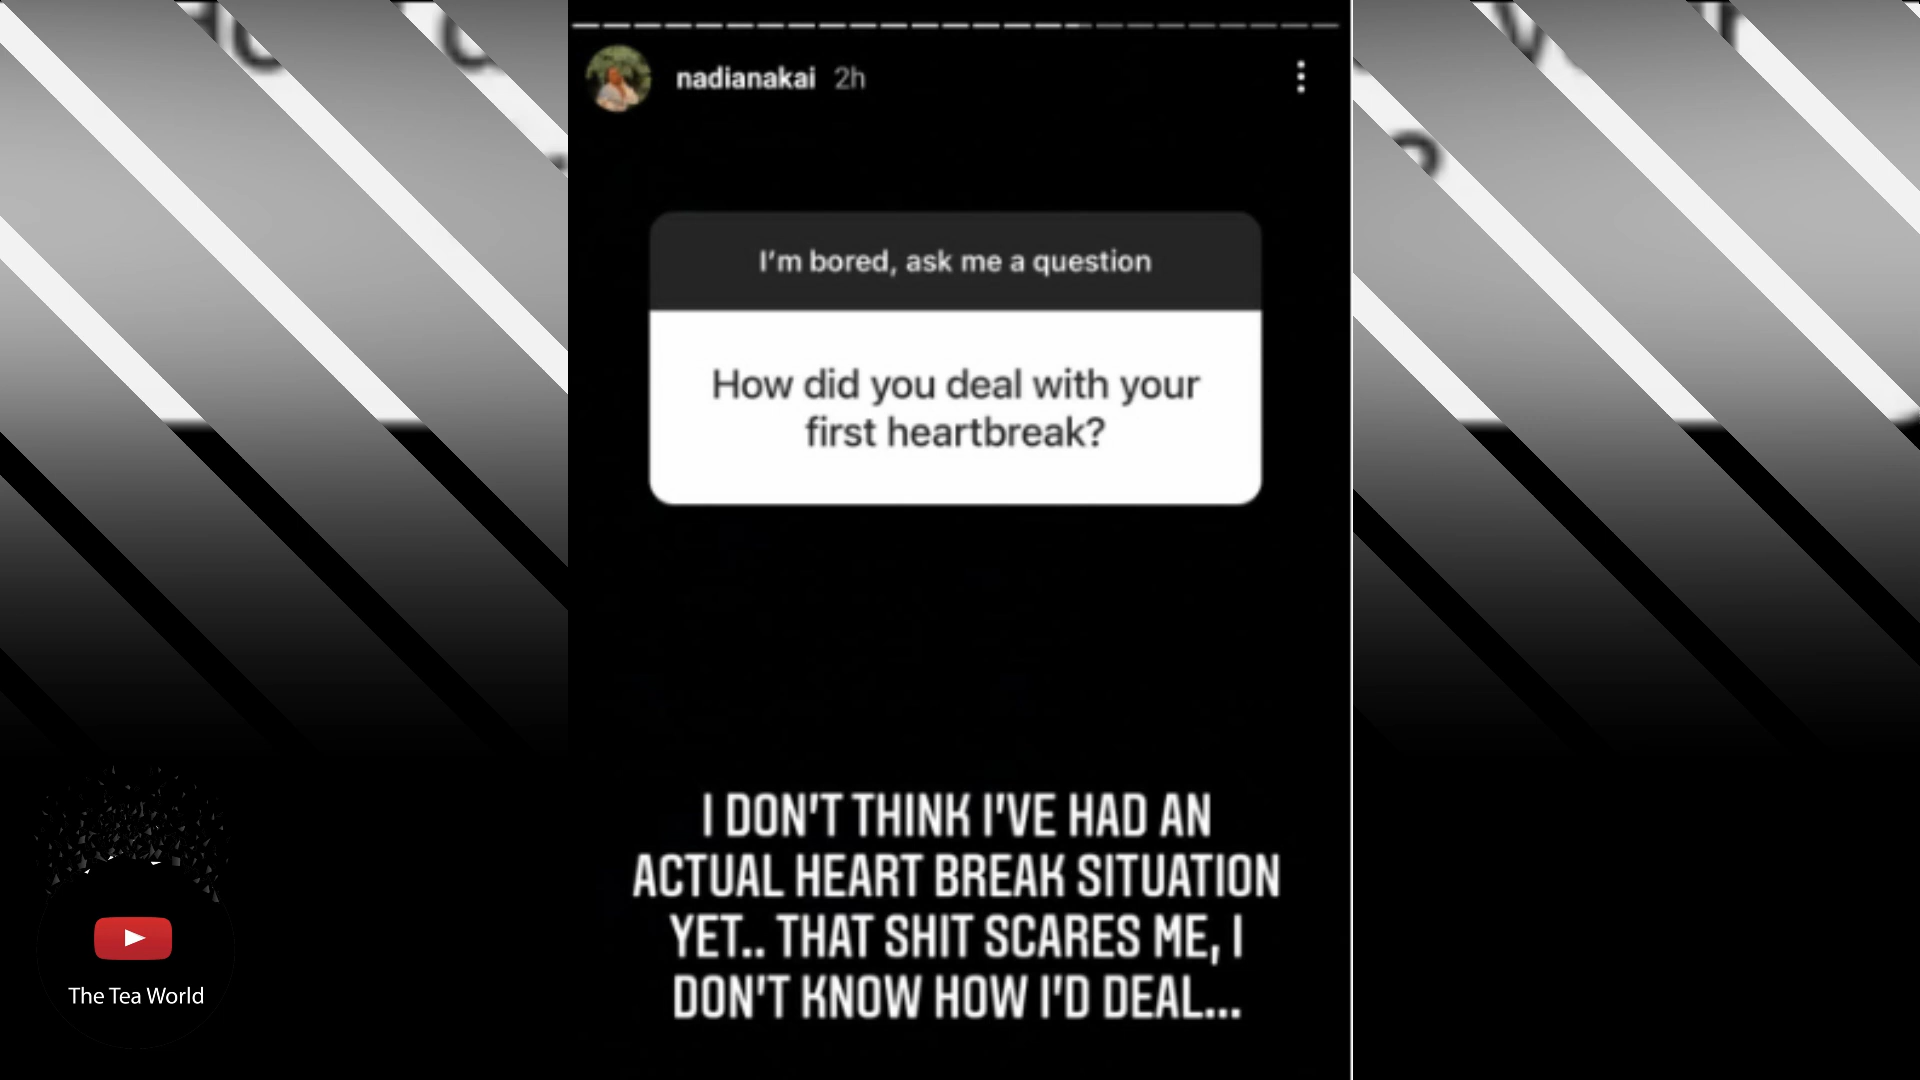 nadianakai 2h
I'm bored, ask me a question
How did you deal with your
first heartbreak?
I DON'T THINK I'VE HAD AN
ACTUAL HEART BREAK SITUATION
YET.. THAT SHIT SCARES ME, I
DON'T KNOW HOW I'D DEAL...
The Tea World